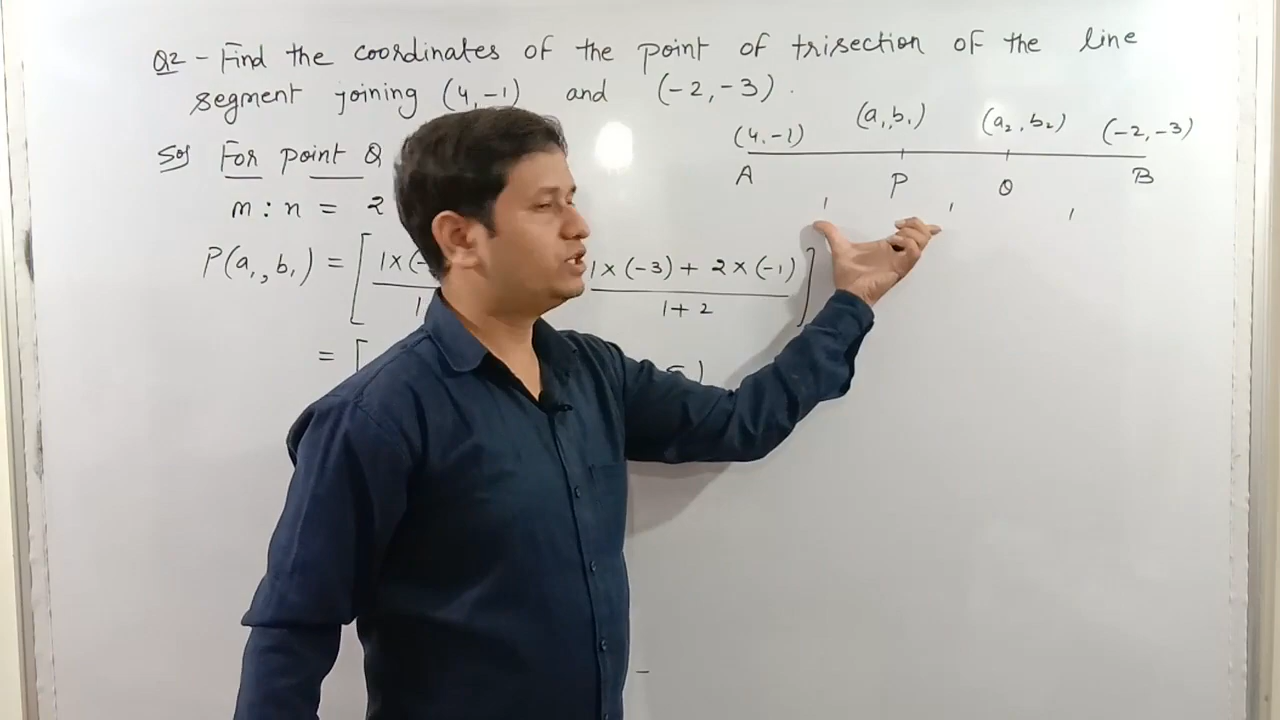 Q2 - Find the coordinates of the point of trisection of the line
segment joining (4,-1) and (-2,-3).
(4,-1) (a₁,b₁) (a₂,b₂) (-2,-3)
A P Q B
1 1 1
Sol For point Q
m : n = 2
P(a₁, b₁) = [ 1×(- 1×(-3) + 2×(-1) ]
1 1+2
= [